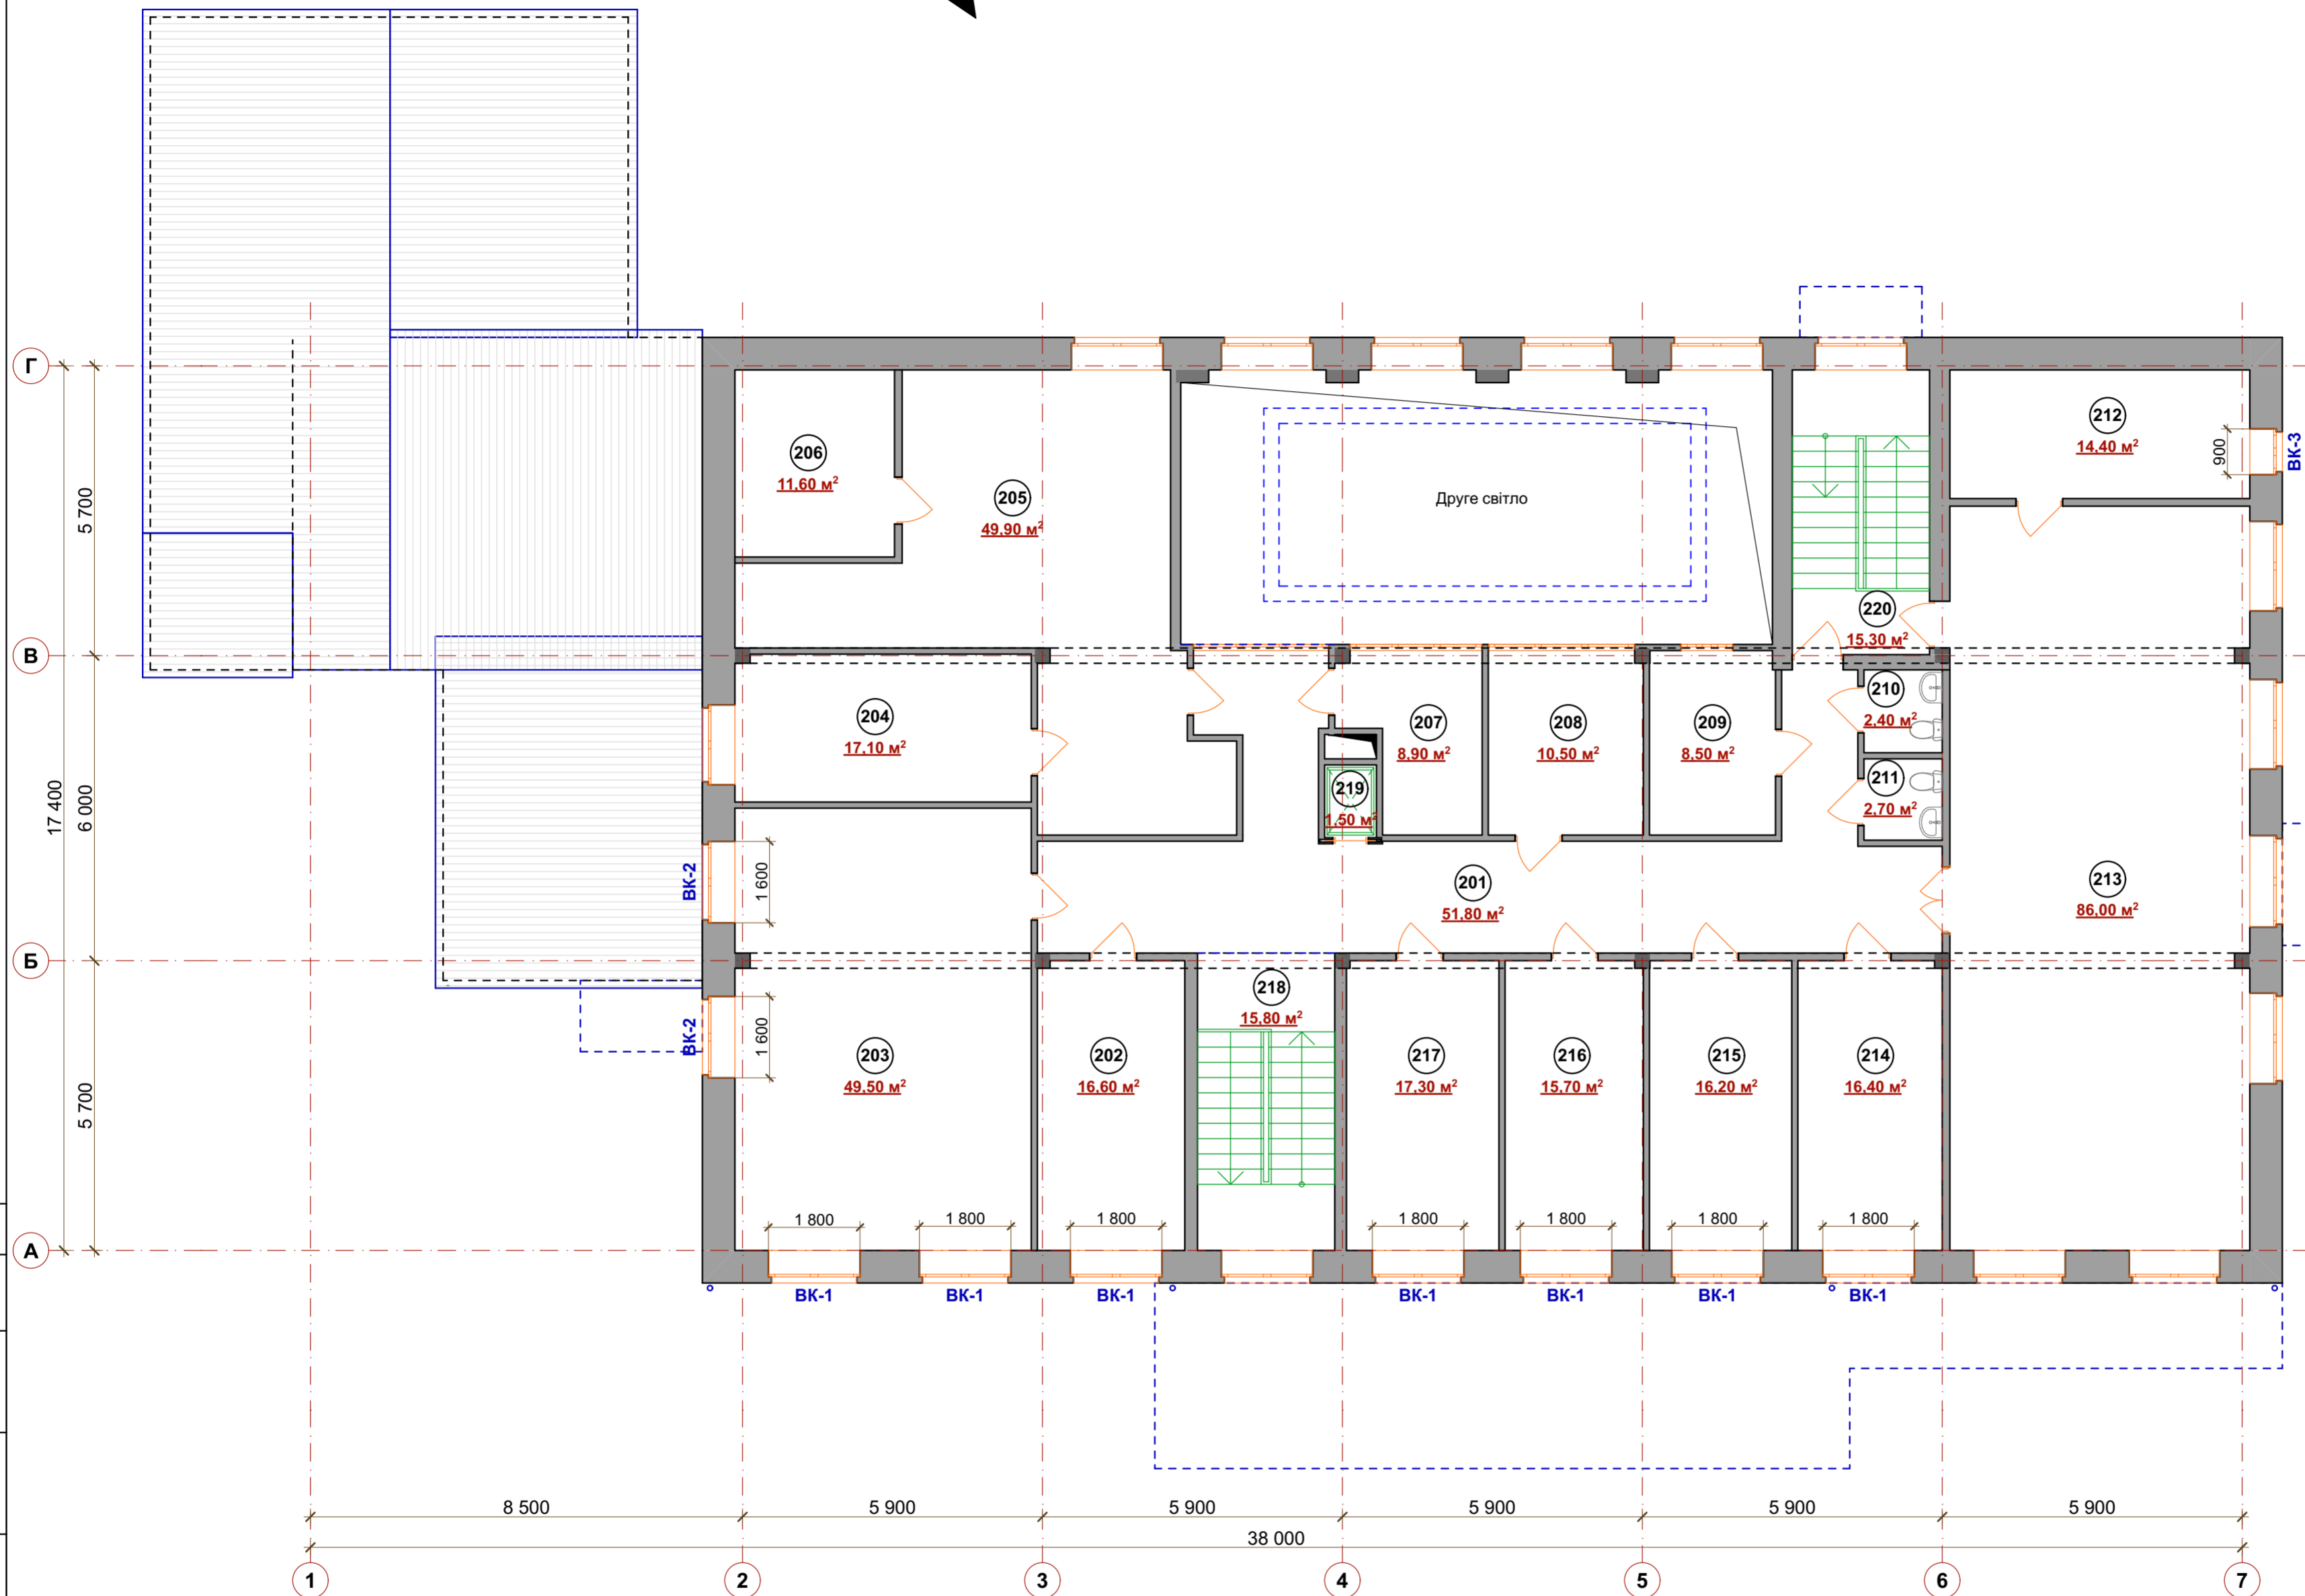 Г
206
11,60 м²
205
49,90 м²
Друге світло
212
14,40 м²
900
ВК-3
5 700
220
15,30 м²
В
204
17,10 м²
207
8,90 м²
208
10,50 м²
209
8,50 м²
210
2,40 м²
219
1,50 м²
211
2,70 м²
17 400
6 000
ВК-2
1 600
201
51,80 м²
213
86,00 м²
Б
218
15,80 м²
ВК-2
1 600
203
49,50 м²
202
16,60 м²
217
17,30 м²
216
15,70 м²
215
16,20 м²
214
16,40 м²
5 700
1 800
1 800
1 800
1 800
1 800
1 800
1 800
А
ВК-1
ВК-1
ВК-1
ВК-1
ВК-1
ВК-1
ВК-1
8 500
5 900
5 900
5 900
5 900
5 900
38 000
1
2
3
4
5
6
7